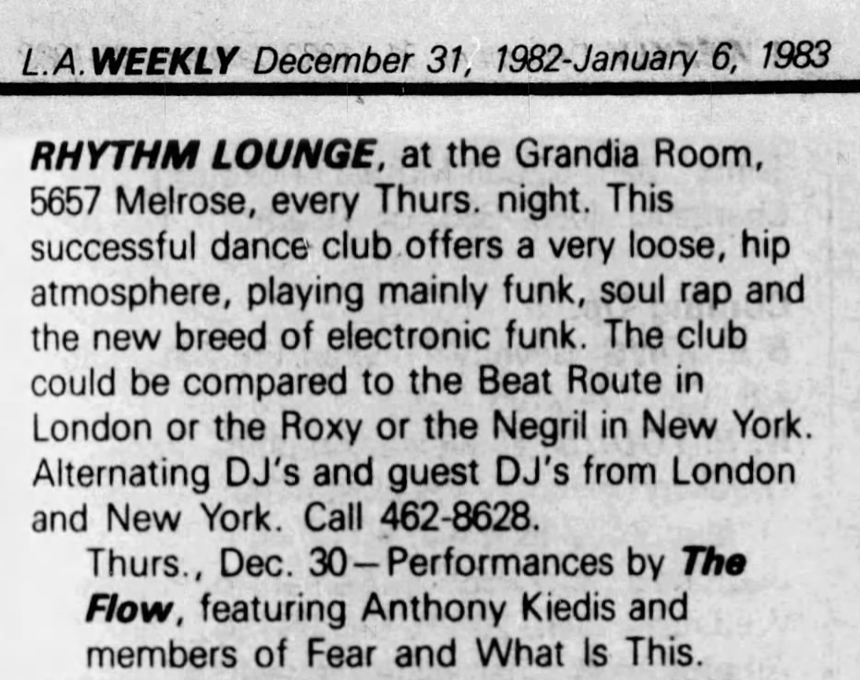 L.A. WEEKLY December 31, 1982-January 6, 1983
RHYTHM LOUNGE, at the Grandia Room,
5657 Melrose, every Thurs. night. This
successful dance club offers a very loose, hip
atmosphere, playing mainly funk, soul rap and
the new breed of electronic funk. The club
could be compared to the Beat Route in
London or the Roxy or the Negril in New York.
Alternating DJ's and guest DJ's from London
and New York. Call 462-8628.
Thurs., Dec. 30—Performances by The
Flow, featuring Anthony Kiedis and
members of Fear and What Is This.